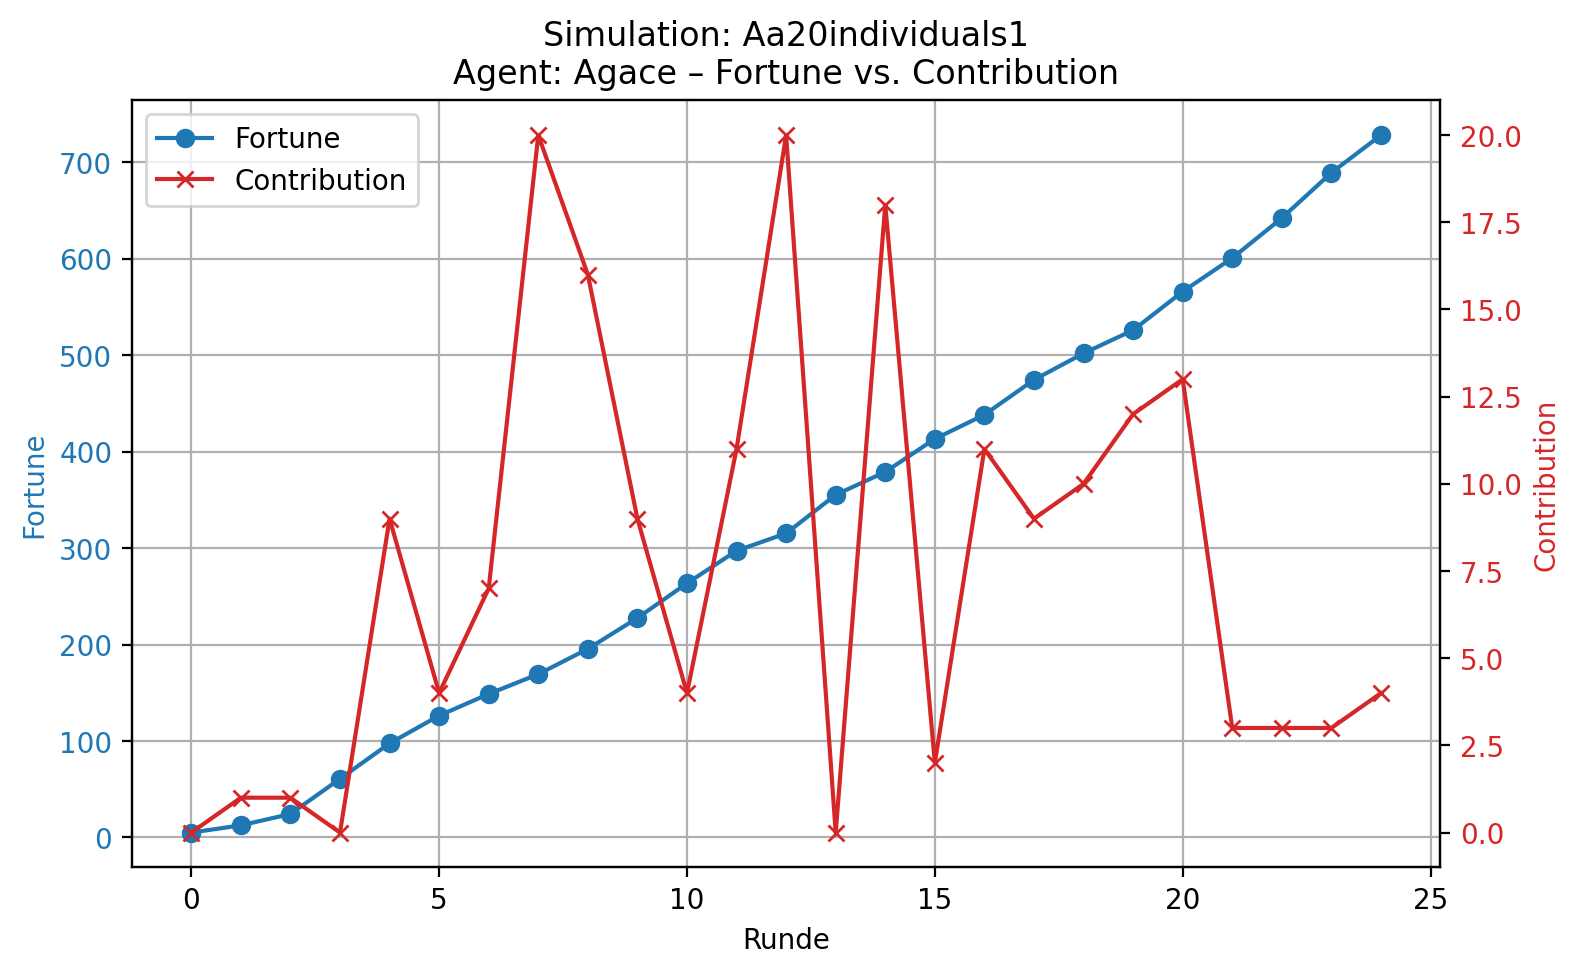 Simulation: Aa20individuals1
Agent: Agace – Fortune vs. Contribution
Fortune
Contribution
700
600
500
400
300
200
100
0
Fortune
20.0
17.5
15.0
12.5
10.0
7.5
5.0
2.5
0.0
Contribution
0 5 10 15 20 25
Runde